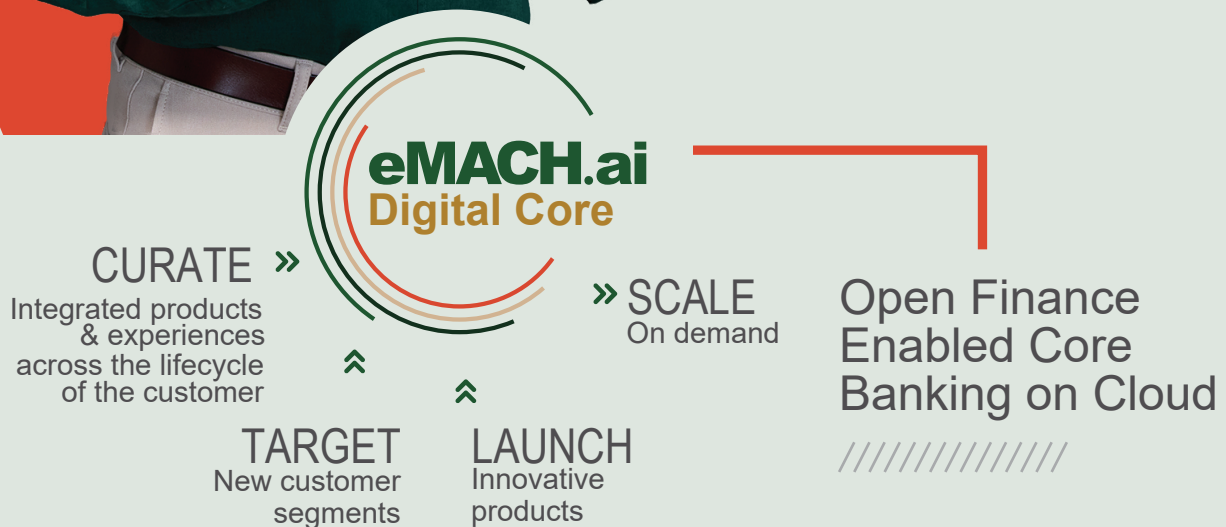 eMACH.ai
Digital Core
CURATE
Integrated products
& experiences
across the lifecycle
of the customer
TARGET
New customer
segments
LAUNCH
Innovative
products
SCALE
On demand
Open Finance
Enabled Core
Banking on Cloud